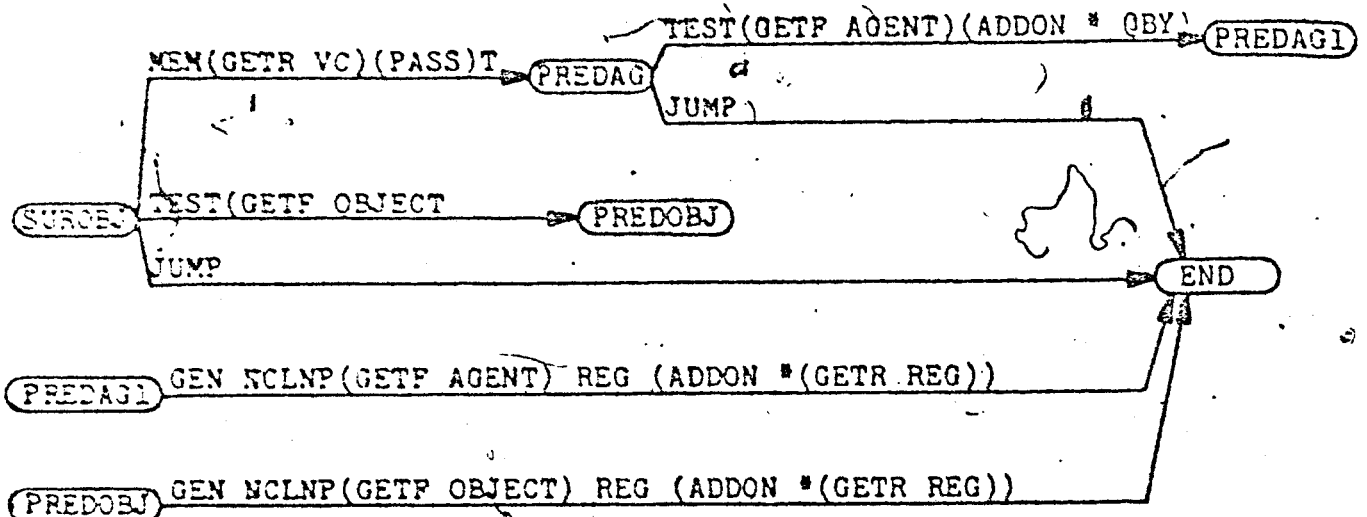 TEST(GETF AGENT)(ADDON * QBY) PREDAG1
MEM(GETR VC)(PASS)T PREDAG
JUMP
SUROBJ TEST(GETF OBJECT PREDOBJ
JUMP
END
PREDAG1 GEN NCLNP(GETF AGENT) REG (ADDON *(GETR REG))
PREDOBJ GEN NCLNP(GETF OBJECT) REG (ADDON *(GETR REG))